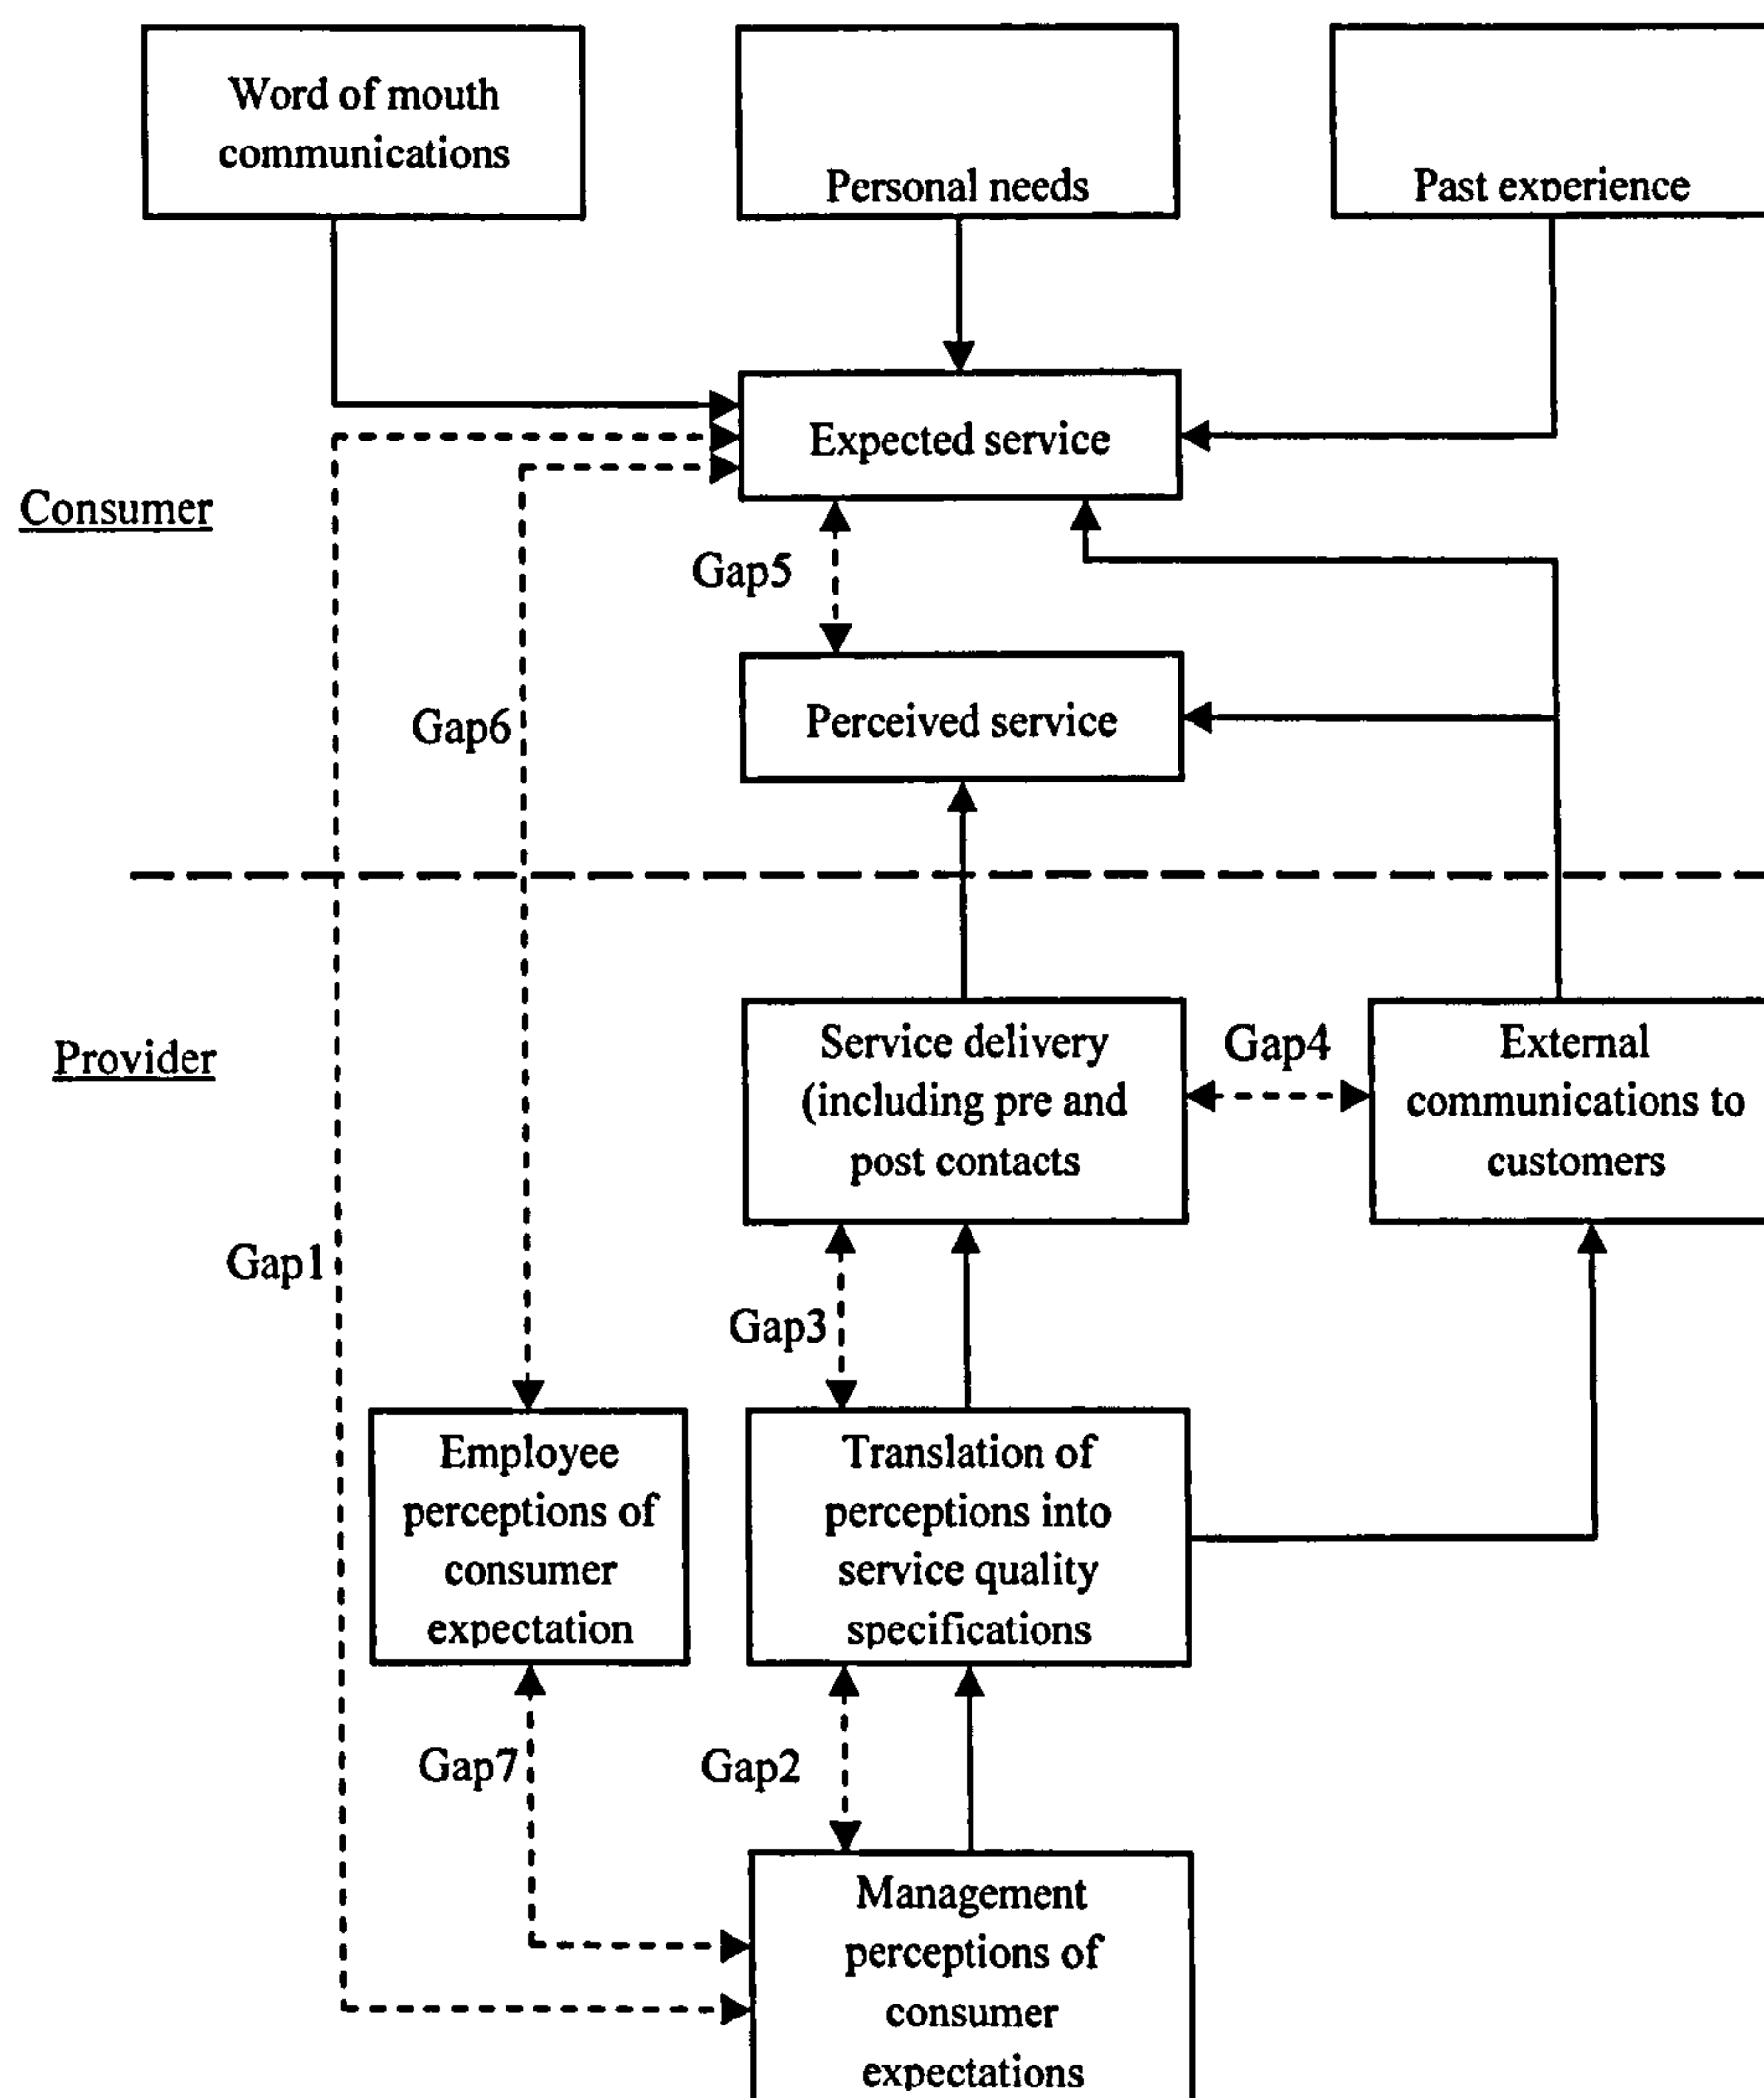 Word of mouth
communications
Personal needs
Past experience
Expected service
Consumer
Gap5
Perceived service
Gap6
Provider
Service delivery
(including pre and
post contacts
Gap4
External
communications to
customers
Gap1
Gap3
Employee
perceptions of
consumer
expectation
Translation of
perceptions into
service quality
specifications
Gap7
Gap2
Management
perceptions of
consumer
expectations